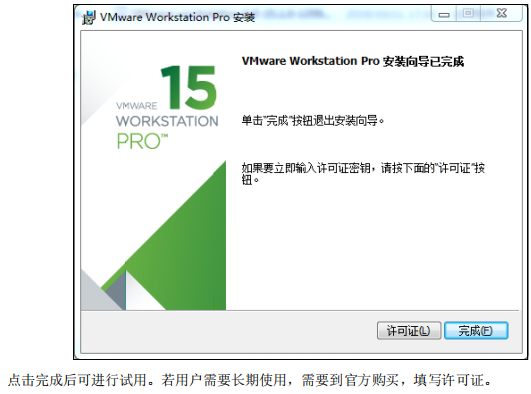 VMware Workstation Pro 安装
VMware Workstation Pro 安装向导已完成
15
VMWARE
WORKSTATION
PRO™
单击"完成"按钮退出安装向导。
如果要立即输入许可证密钥，请按下面的"许可证"按
钮。
许可证(L)
完成(F)
点击完成后可进行试用。若用户需要长期使用，需要到官方购买，填写许可证。